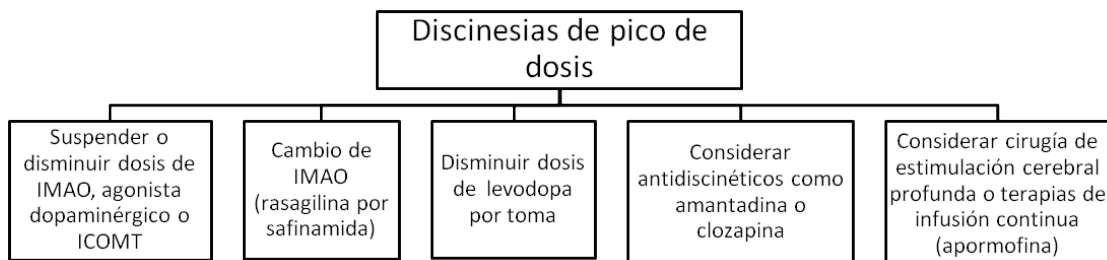 Discinesias de pico de
dosis
Suspender o
disminuir dosis de
IMAO, agonista
dopaminérgico o
ICOMT
Cambio de
IMAO
(rasagilina por
safinamida)
Disminuir dosis
de levodopa
por toma
Considerar
antidiscinéticos como
amantadina o
clozapina
Considerar cirugía de
estimulación cerebral
profunda o terapias de
infusión continua
(apormofina)